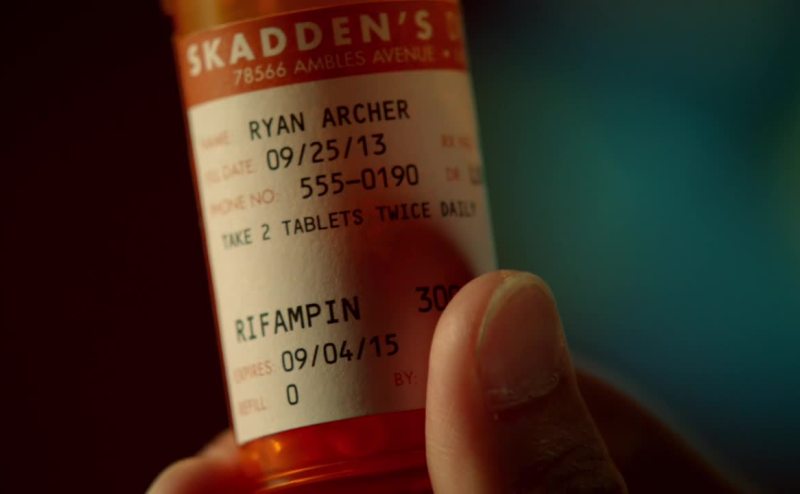 SKADDEN'S
78566 AMBLES AVENUE •
NAME: RYAN ARCHER
FILL DATE: 09/25/13
PHONE NO: 555-0190 DR:
TAKE 2 TABLETS TWICE DAILY
RIFAMPIN
EXPIRES: 09/04/15
REFILL: 0 BY: